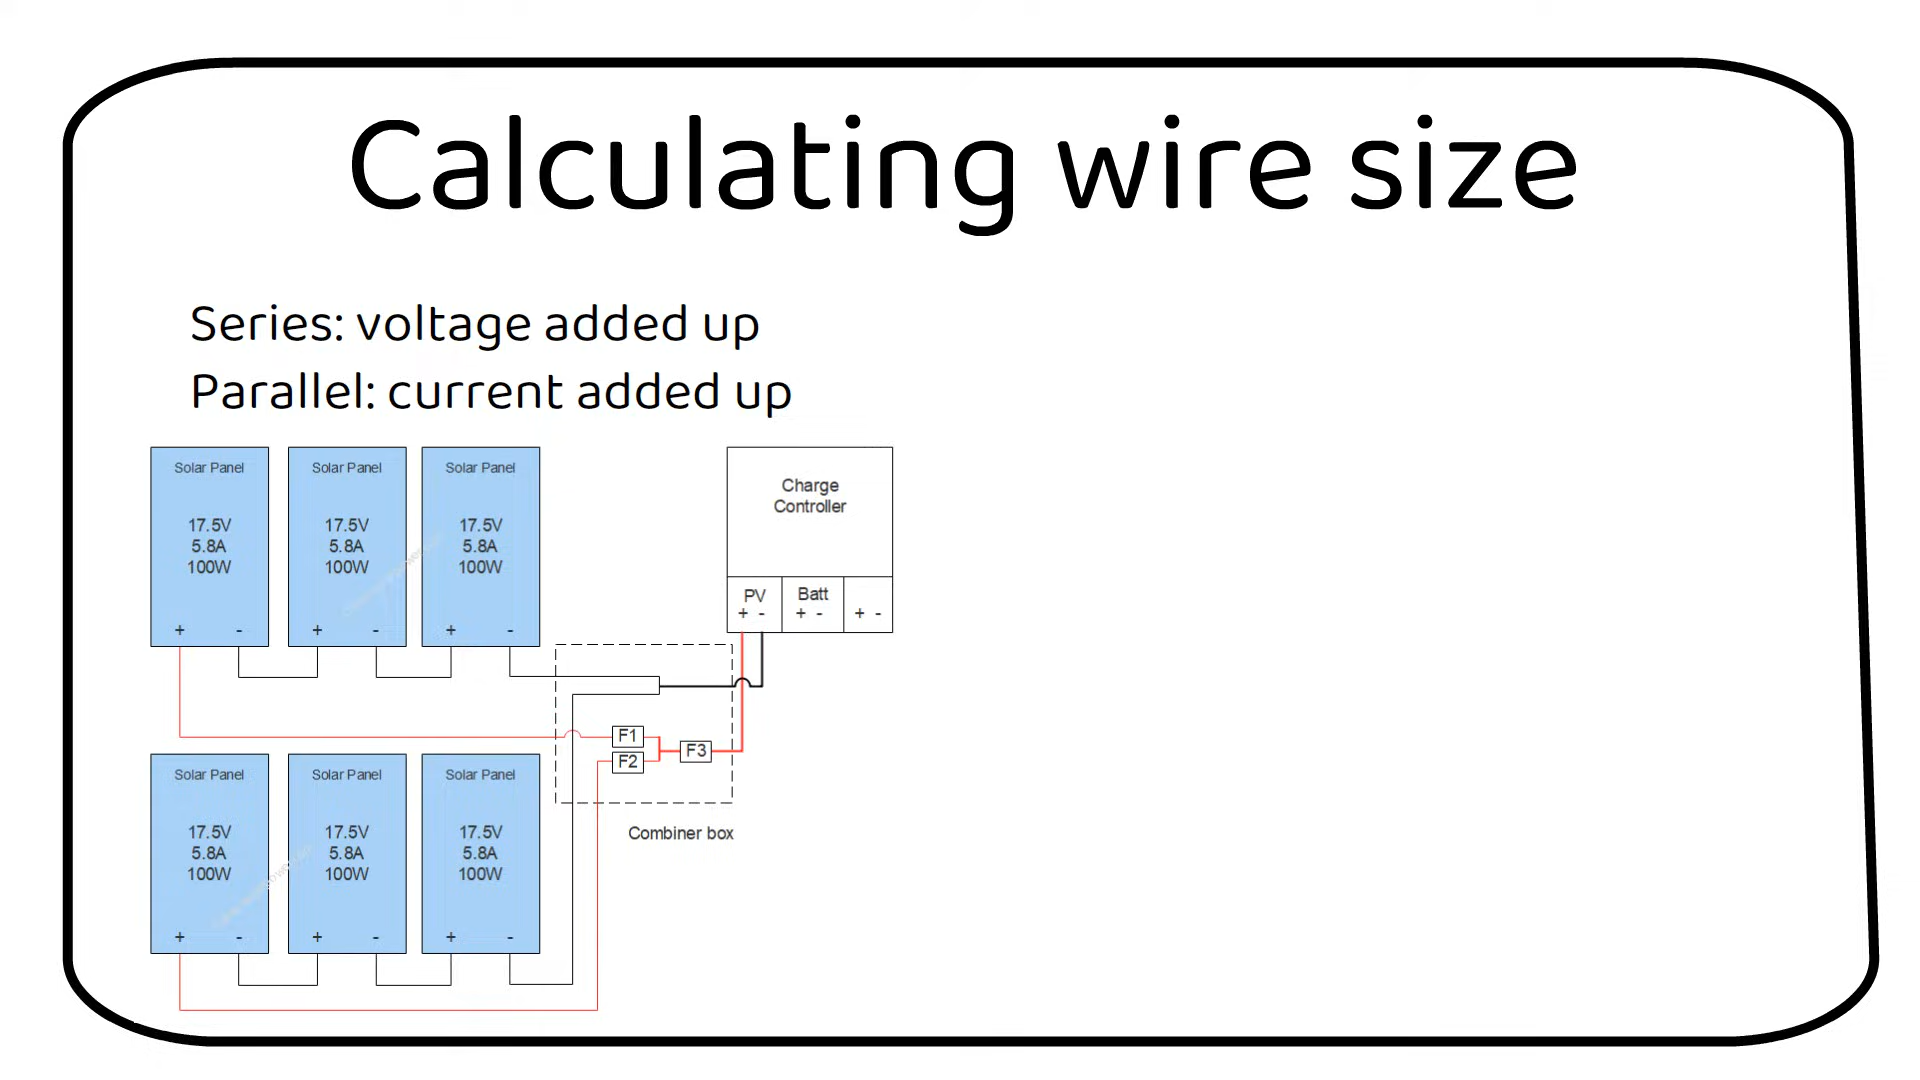 Calculating wire size
Series: voltage added up
Parallel: current added up
Solar Panel
17.5V
5.8A
100W
+ -
Solar Panel
17.5V
5.8A
100W
+ -
Solar Panel
17.5V
5.8A
100W
+ -
Charge
Controller
PV
+ -
Batt
+ -
+ -
F1
F2
F3
Combiner box
Solar Panel
17.5V
5.8A
100W
+ -
Solar Panel
17.5V
5.8A
100W
+ -
Solar Panel
17.5V
5.8A
100W
+ -